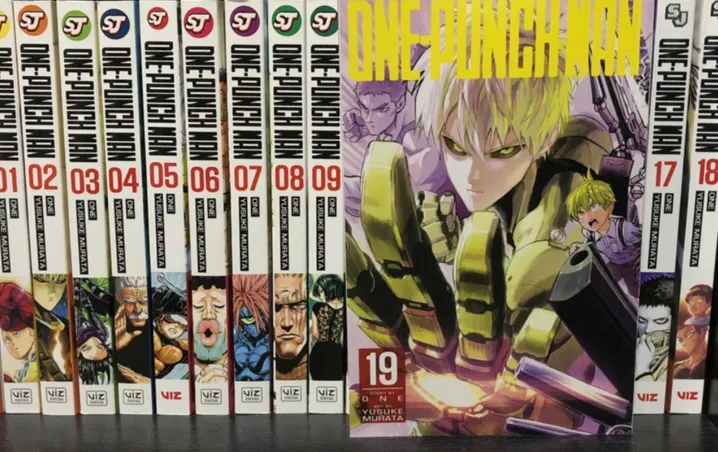 SJ
ONE-PUNCH MAN
01
ONE
YUSUKE MURATA
VIZ
SJ
ONE-PUNCH MAN
02
ONE
YUSUKE MURATA
VIZ
SJ
ONE-PUNCH MAN
03
ONE
YUSUKE MURATA
VIZ
SJ
ONE-PUNCH MAN
04
ONE
YUSUKE MURATA
VIZ
SJ
ONE-PUNCH MAN
05
ONE
YUSUKE MURATA
VIZ
SJ
ONE-PUNCH MAN
06
ONE
YUSUKE MURATA
VIZ
SJ
ONE-PUNCH MAN
07
ONE
YUSUKE MURATA
VIZ
SJ
ONE-PUNCH MAN
08
ONE
YUSUKE MURATA
VIZ
SJ
ONE-PUNCH MAN
09
ONE
YUSUKE MURATA
VIZ
ONE-PUNCH MAN
19
STORY BY
ONE
ART BY
YUSUKE
MURATA
SJ
ONE-PUNCH MAN
17
ONE
YUSUKE MURATA
VIZ
ONE-PUNCH MAN
18
ONE
YUSUKE MURATA
VIZ